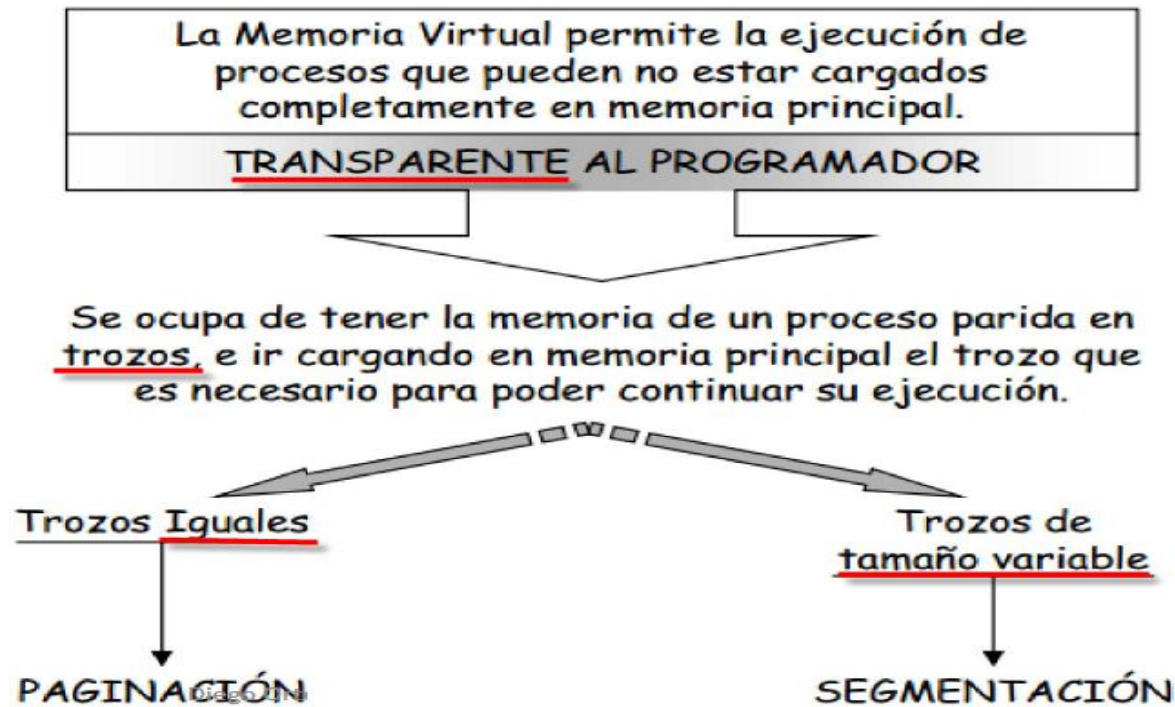 La Memoria Virtual permite la ejecución de
procesos que pueden no estar cargados
completamente en memoria principal.
TRANSPARENTE AL PROGRAMADOR
Se ocupa de tener la memoria de un proceso parida en
trozos, e ir cargando en memoria principal el trozo que
es necesario para poder continuar su ejecución.
Trozos Iguales
Trozos de
tamaño variable
PAGINACIÓN
Diego
SEGMENTACIÓN